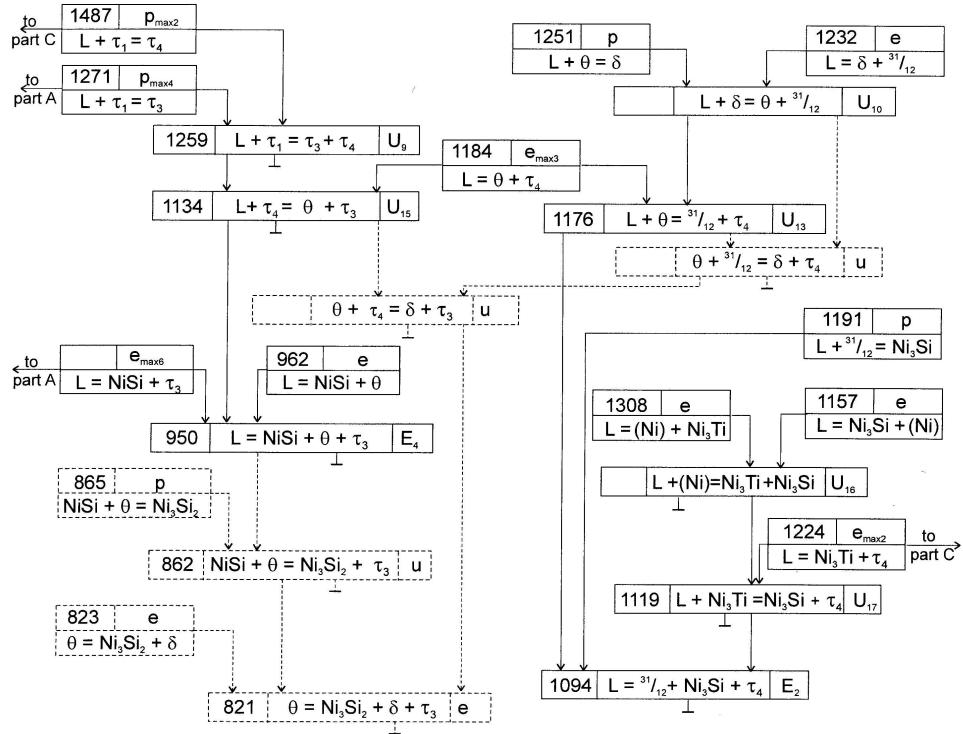 to part C
1487 p_max2
L + τ₁ = τ₄
to part A
1271 p_max4
L + τ₁ = τ₃
1251 p
L + θ = δ
1232 e
L = δ + ³¹/₁₂
L + δ = θ + ³¹/₁₂ U₁₀
1259 L + τ₁ = τ₃ + τ₄ U₉
1184 e_max3
L = θ + τ₄
1134 L+ τ₄ = θ + τ₃ U₁₅
1176 L + θ = ³¹/₁₂ + τ₄ U₁₃
θ + ³¹/₁₂ = δ + τ₄ u
θ + τ₄ = δ + τ₃ u
1191 p
L + ³¹/₁₂ = Ni₃Si
to part A
e_max6
L = NiSi + τ₃
962 e
L = NiSi + θ
1308 e
L = (Ni) + Ni₃Ti
1157 e
L = Ni₃Si + (Ni)
950 L = NiSi + θ + τ₃ E₄
865 p
NiSi + θ = Ni₃Si₂
L +(Ni)=Ni₃Ti+Ni₃Si U₁₆
1224 e_max2
L = Ni₃Ti + τ₄
to part C
862 NiSi + θ = Ni₃Si₂ + τ₃ u
1119 L + Ni₃Ti =Ni₃Si + τ₄ U₁₇
823 e
θ = Ni₃Si₂ + δ
1094 L = ³¹/₁₂ + Ni₃Si + τ₄ E₂
821 θ = Ni₃Si₂ + δ + τ₃ e